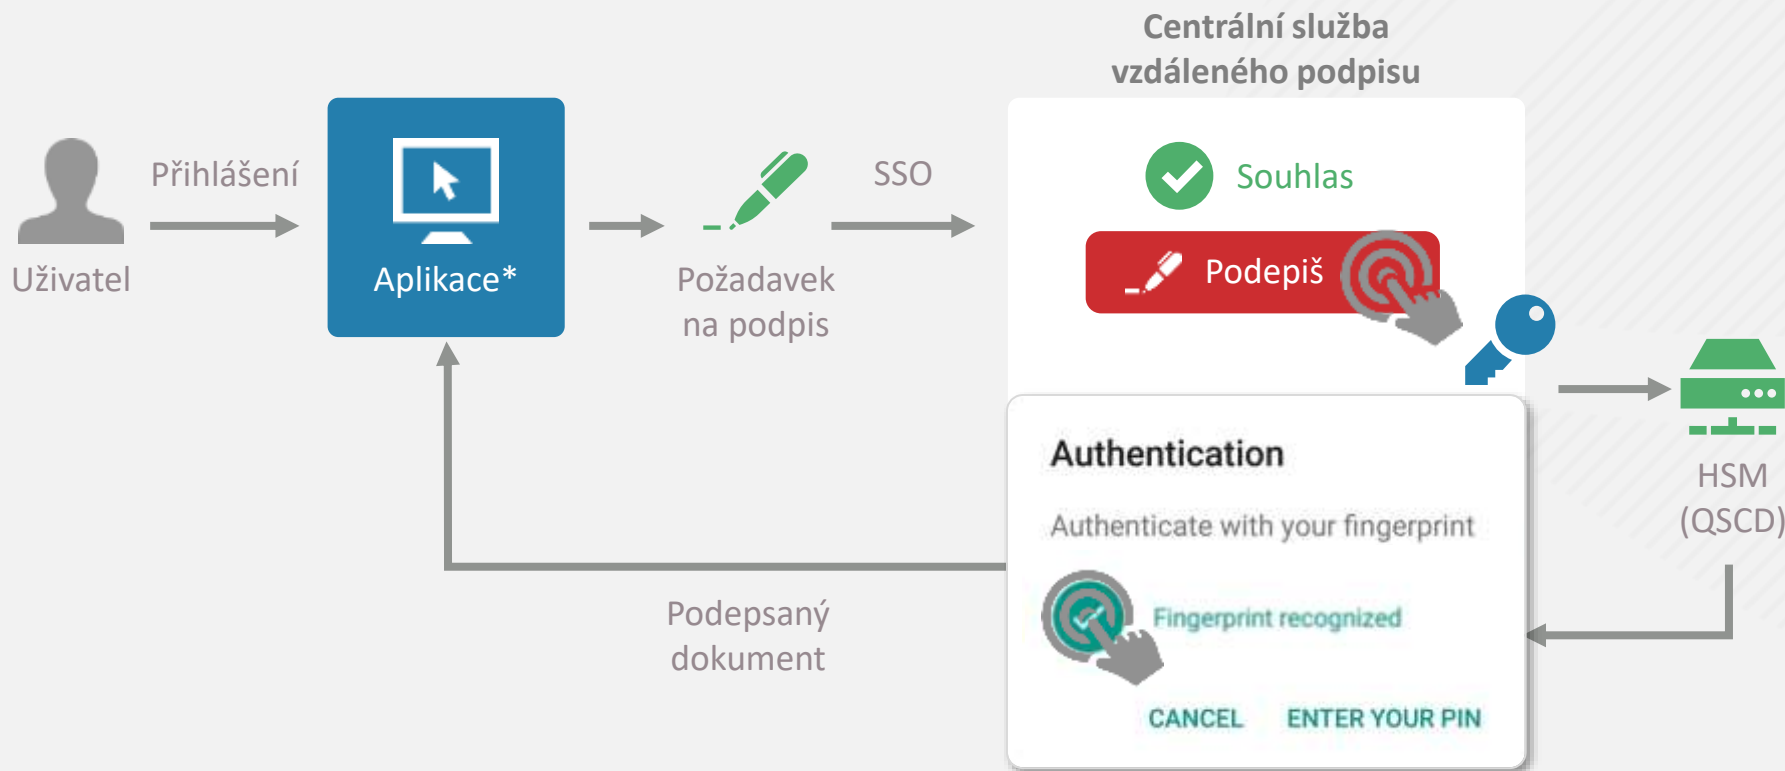 Centrální služba
vzdáleného podpisu
Uživatel
Přihlášení
Aplikace*
Požadavek
na podpis
SSO
Souhlas
Podepiš
Authentication
Authenticate with your fingerprint
Fingerprint recognized
CANCEL ENTER YOUR PIN
HSM
(QSCD)
Podepsaný
dokument